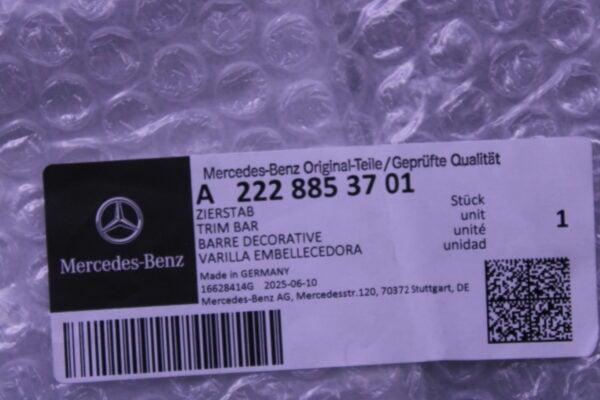 Mercedes-Benz Original-Teile/Geprüfte Qualität
A 222 885 37 01
ZIERSTAB
TRIM BAR
BARRE DECORATIVE
VARILLA EMBELLECEDORA
Stück
unit
unité
unidad
1
Made in GERMANY
16628414G 2025-06-10
Mercedes-Benz AG, Mercedesstr.120, 70372 Stuttgart, DE
Mercedes-Benz